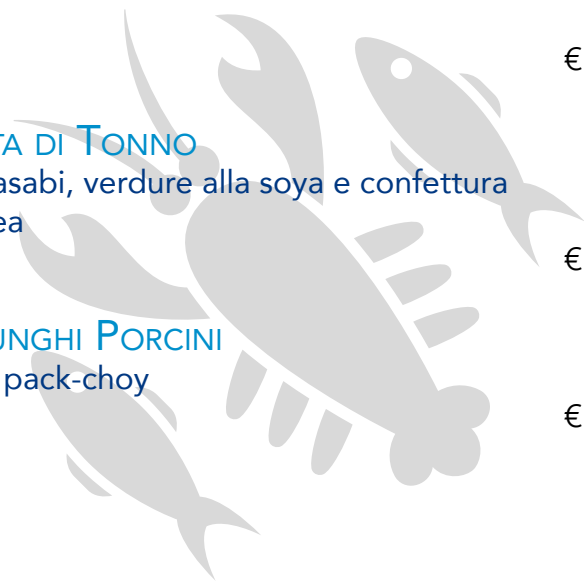 €
TA DI TONNO
asabi, verdure alla soya e confettura
ea
€
UNGHI PORCINI
pack-choy
€